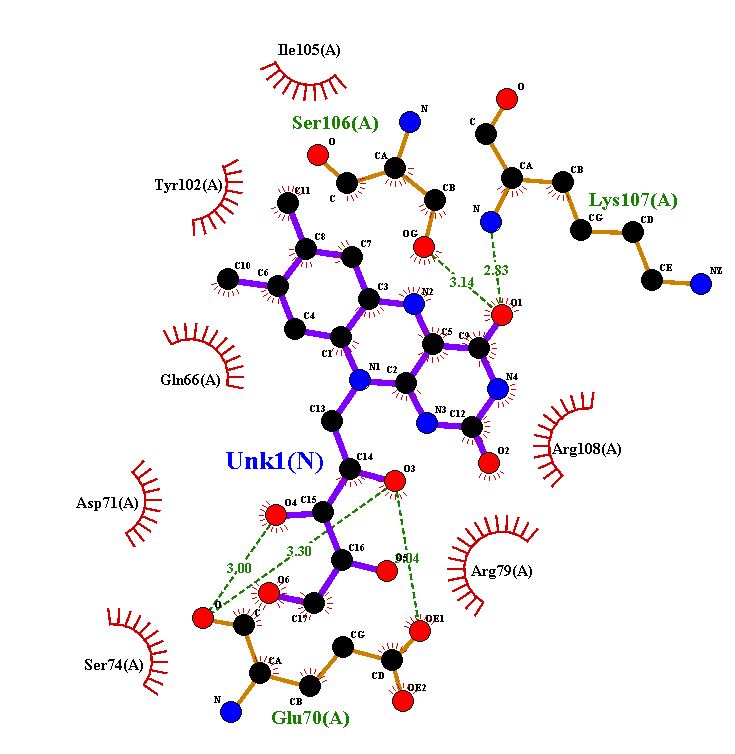 Ile105(A)
O
N
O
C
Ser106(A)
CA
CA
CB
C
CB
Lys107(A)
Tyr102(A)
C11
N
CG
CD
OG
C8
C7
CE
NZ
C10
C6
2.83
3.14
C3
N2
O1
C4
C1
C5
C9
Gln66(A)
N1
C2
N4
C13
N3
C12
Unk1(N)
C14
O3
O2
Arg108(A)
Asp71(A)
O4
C15
3.30
C16
O5
3.04
3.00
Arg79(A)
O6
C17
O
C
OE1
Ser74(A)
CA
CG
CD
CB
OE2
N
Glu70(A)